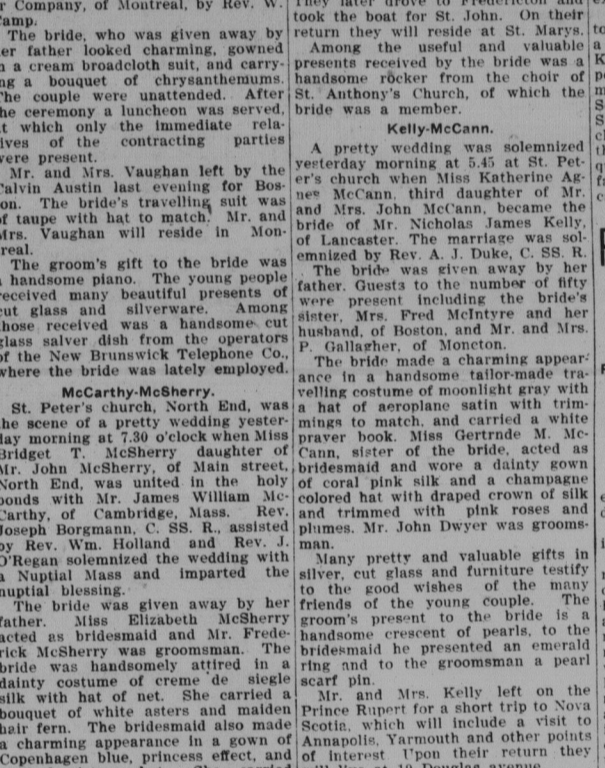 Company, of Montreal, by Rev. W.
The bride, who was given away by
father looked charming, gowned
a cream broadcloth suit, and carry-
a bouquet of chrysanthemums.
The couple were unattended. After
the ceremony a luncheon was served,
at which only the immediate rela-
of the contracting parties
were present.
Mr. and Mrs. Vaughan left by the
Calvin Austin last evening for Bos-
The bride's travelling suit was
of taupe with hat to match. Mr. and
Mrs. Vaughan will reside in Mon-
The groom's gift to the bride was
handsome piano. The young people
received many beautiful presents of
cut glass and silverware. Among
those received was a handsome cut
glass salver dish from the operators
of the New Brunswick Telephone Co.,
where the bride was lately employed.
McCarthy-McSherry.
St. Peter's church, North End, was
the scene of a pretty wedding yester-
day morning at 7.30 o'clock when Miss
Bridget T. McSherry daughter of
Mr. John McSherry, of Main street,
North End, was united in the holy
bonds with Mr. James William Mc-
Carthy, of Cambridge, Mass. Rev.
Joseph Borgmann, C. SS. R., assisted
by Rev. Wm. Holland and Rev. J.
O'Regan solemnized the wedding with
a Nuptial Mass and imparted the
nuptial blessing.
The bride was given away by her
father. Miss Elizabeth McSherry
acted as bridesmaid and Mr. Frede-
rick McSherry was groomsman. The
bride was handsomely attired in a
dainty costume of creme de siegle
silk with hat of net. She carried a
bouquet of white asters and maiden
hair fern. The bridesmaid also made
a charming appearance in a gown of
Copenhagen blue, princess effect, and
They later drove to Fredericton and
took the boat for St. John. On their
return they will reside at St. Marys.
Among the useful and valuable
presents received by the bride was a
handsome rocker from the choir of
St. Anthony's Church, of which the
bride was a member.
Kelly-McCann.
A pretty wedding was solemnized
yesterday morning at 5.45 at St. Pet-
er's church when Miss Katherine Ag-
nes McCann, third daughter of Mr.
and Mrs. John McCann, became the
bride of Mr. Nicholas James Kelly,
of Lancaster. The marriage was sol-
emnized by Rev. A. J. Duke, C. SS. R.
The bride was given away by her
father. Guests to the number of fifty
were present including the bride's
sister, Mrs. Fred McIntyre and her
husband, of Boston, and Mr. and Mrs.
P. Gallagher, of Moncton.
The bride made a charming appear-
ance in a handsome tailor-made tra-
velling costume of moonlight gray with
a hat of aeroplane satin with trim-
mings to match, and carried a white
prayer book. Miss Gertrnde M. Mc-
Cann, sister of the bride, acted as
bridesmaid and wore a dainty gown
of coral pink silk and a champagne
colored hat with draped crown of silk
and trimmed with pink roses and
plumes. Mr. John Dwyer was grooms-
man.
Many pretty and valuable gifts in
silver, cut glass and furniture testify
to the good wishes of the many
friends of the young couple. The
groom's present to the bride is a
handsome crescent of pearls, to the
bridesmaid he presented an emerald
ring and to the groomsman a pearl
scarf pin.
Mr. and Mrs. Kelly left on the
Prince Rupert for a short trip to Nova
Scotia, which will include a visit to
Annapolis, Yarmouth and other points
of interest Upon their return they